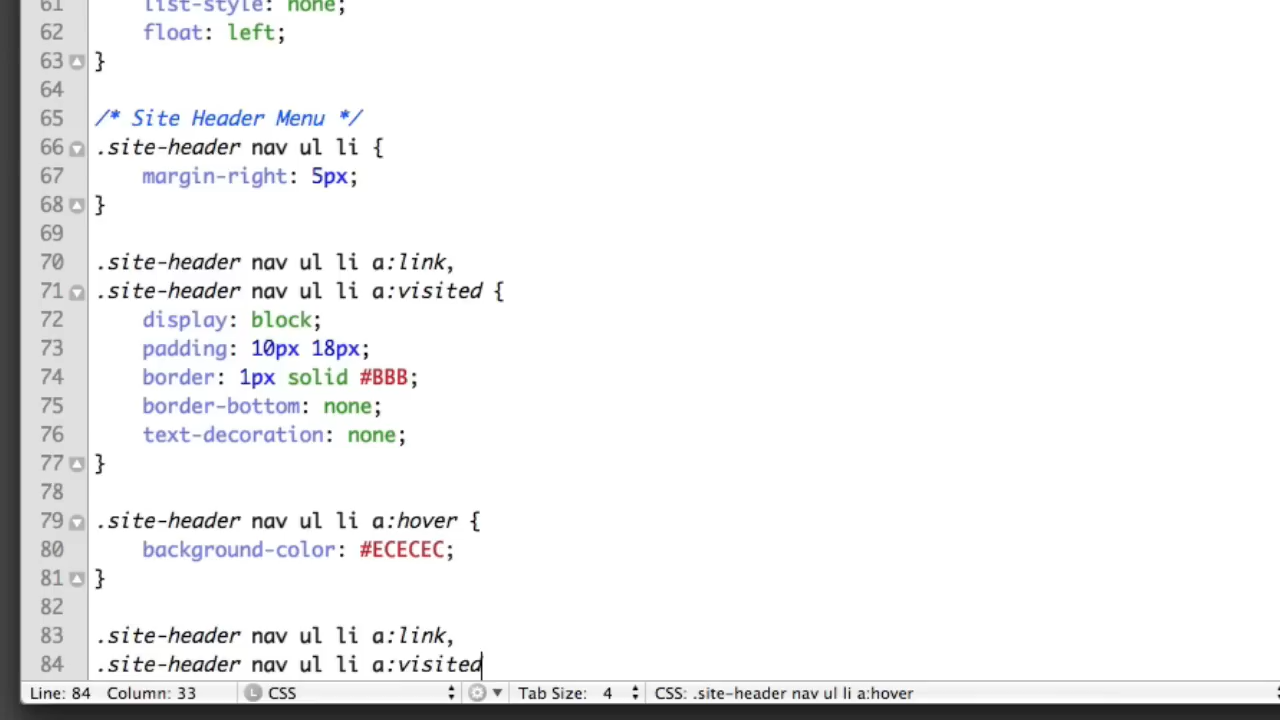 61 list-style: none;
62 float: left;
63 }
64
65 /* Site Header Menu */
66 .site-header nav ul li {
67 margin-right: 5px;
68 }
69
70 .site-header nav ul li a:link,
71 .site-header nav ul li a:visited {
72 display: block;
73 padding: 10px 18px;
74 border: 1px solid #BBB;
75 border-bottom: none;
76 text-decoration: none;
77 }
78
79 .site-header nav ul li a:hover {
80 background-color: #ECECEC;
81 }
82
83 .site-header nav ul li a:link,
84 .site-header nav ul li a:visited
Line: 84 Column: 33 L CSS Tab Size: 4 CSS: .site-header nav ul li a:hover